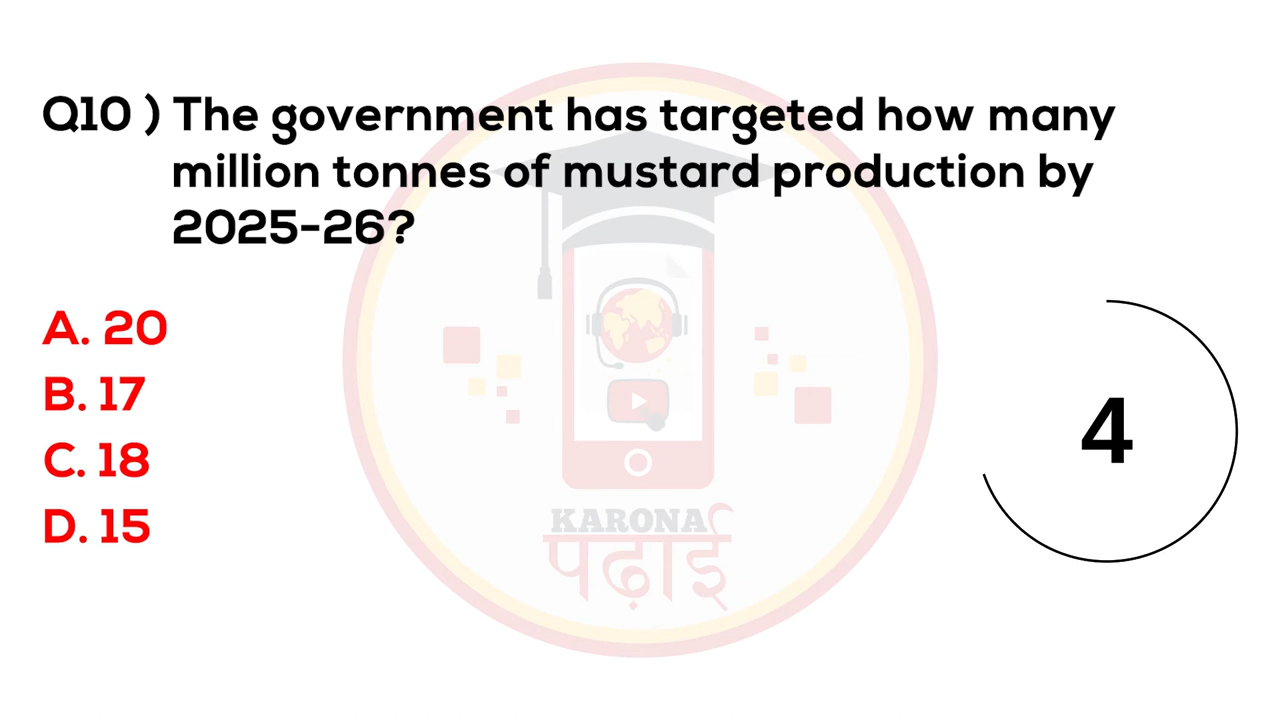 Q10 ) The government has targeted how many
million tonnes of mustard production by
2025-26?
A. 20
B. 17
C. 18
D. 15
4
KARONA
पढ़ाई